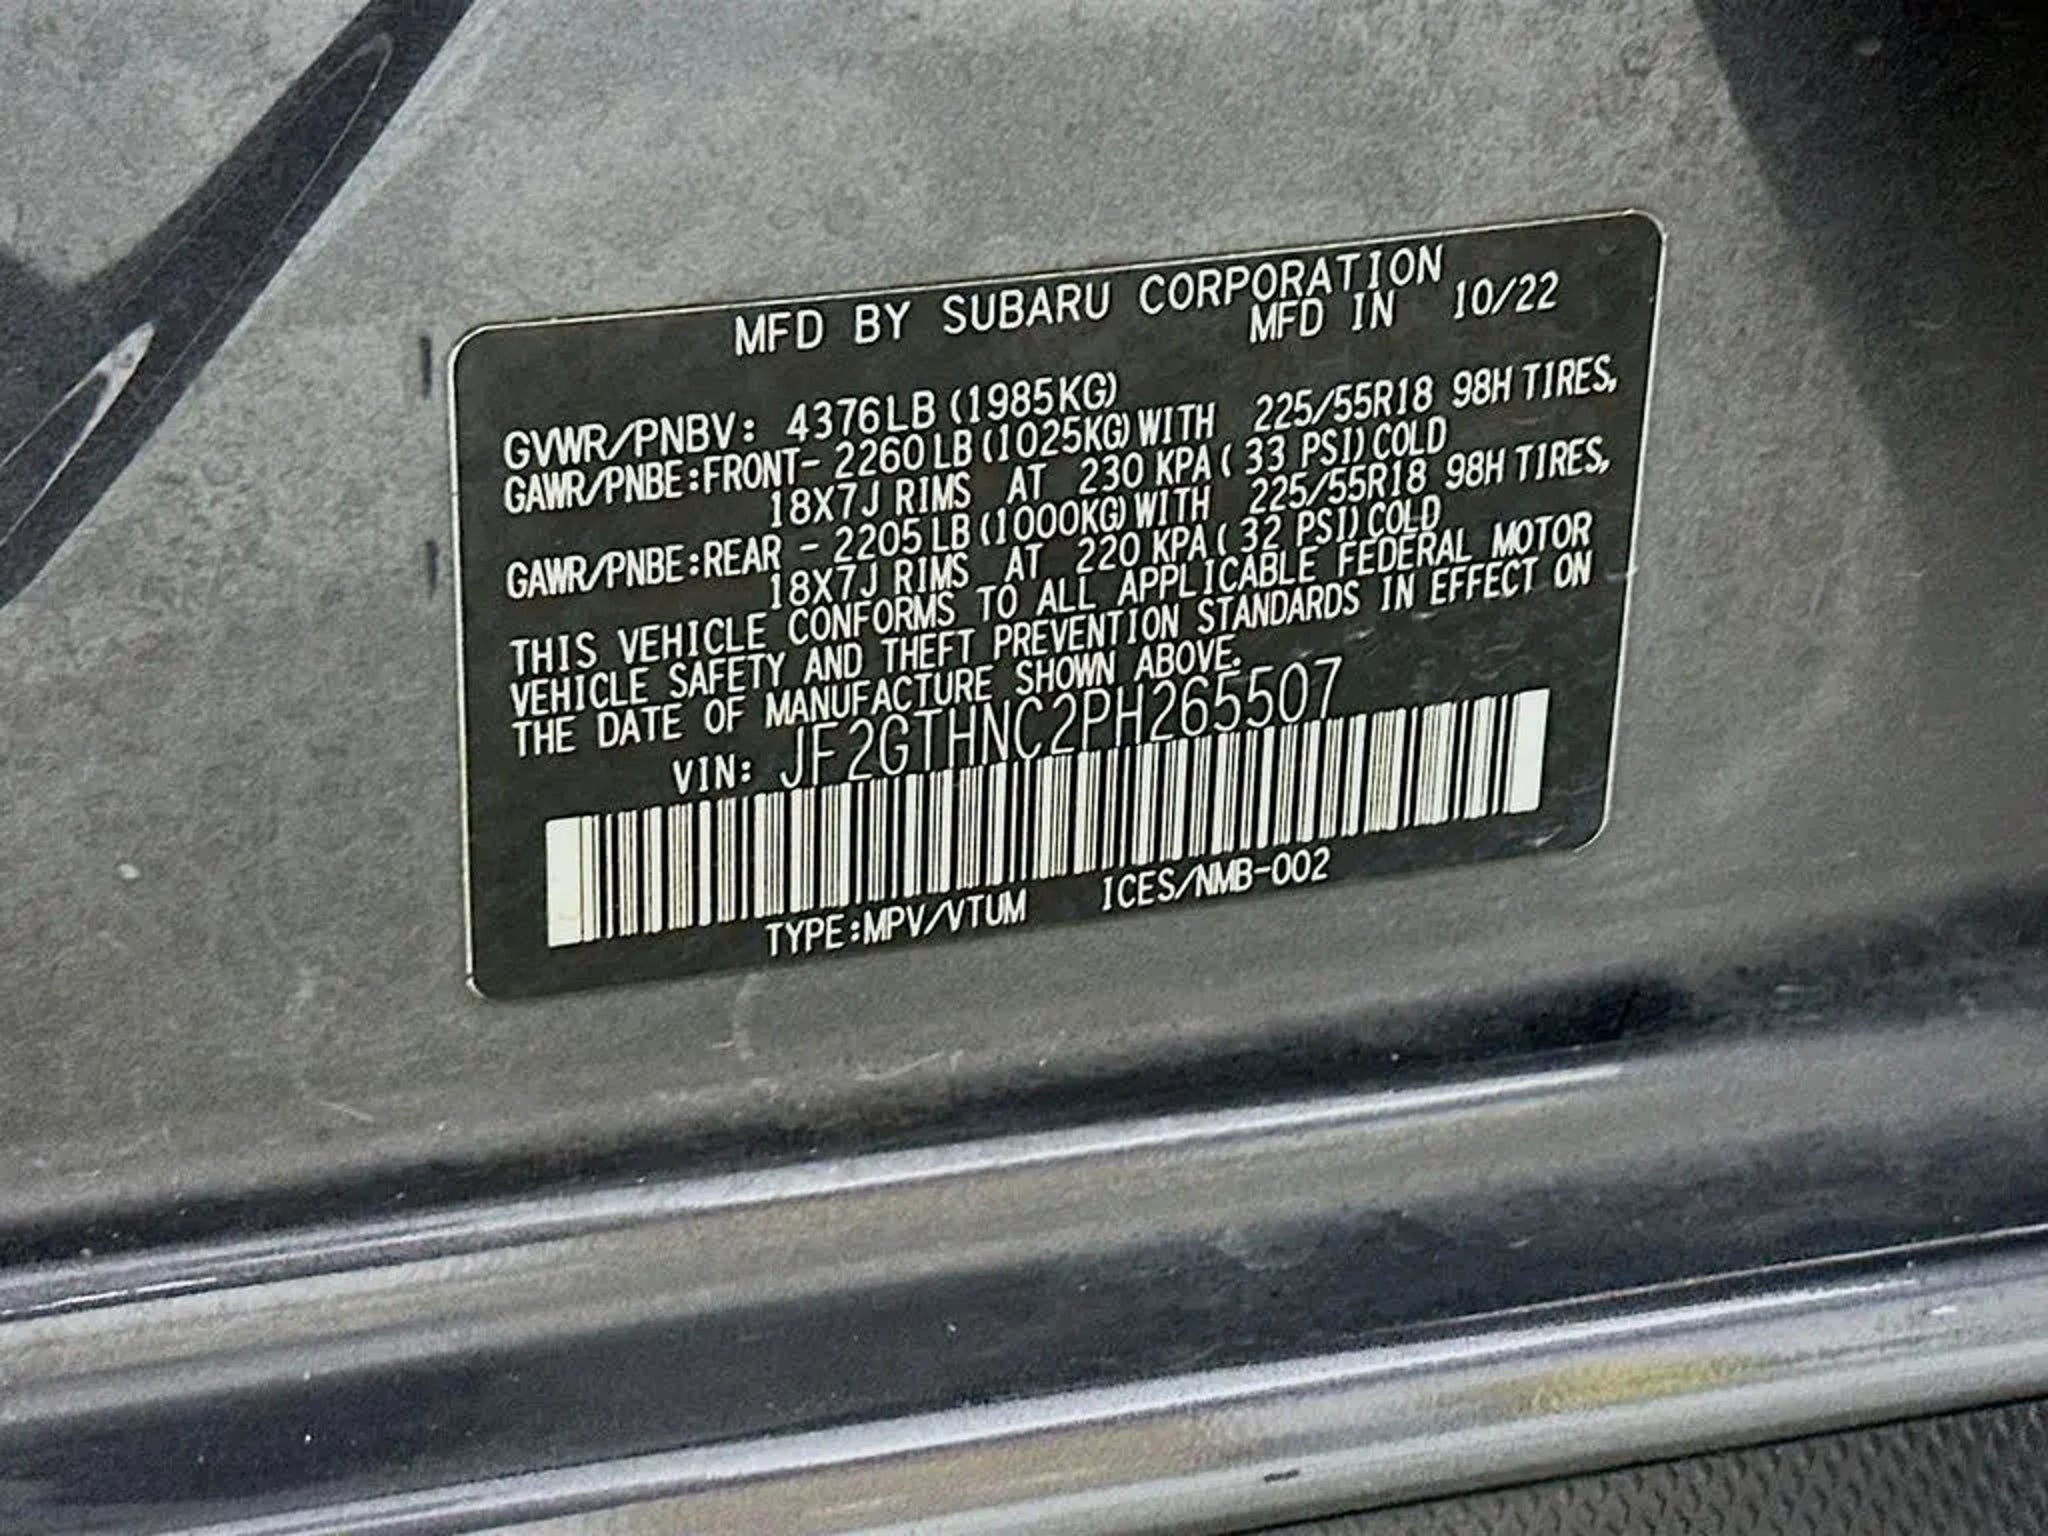 MFD BY SUBARU CORPORATION
MFD IN 10/22
GVWR/PNBV: 4376LB (1985KG)
GAWR/PNBE:FRONT- 2260LB (1025KG) WITH 225/55R18 98H TIRES,
18X7J RIMS AT 230 KPA ( 33 PSI) COLD
GAWR/PNBE:REAR - 2205LB (1000KG) WITH 225/55R18 98H TIRES,
18X7J RIMS AT 220 KPA ( 32 PSI) COLD
THIS VEHICLE CONFORMS TO ALL APPLICABLE FEDERAL MOTOR
VEHICLE SAFETY AND THEFT PREVENTION STANDARDS IN EFFECT ON
THE DATE OF MANUFACTURE SHOWN ABOVE.
VIN: JF2GTHNC2PH265507
TYPE:MPV/VTUM ICES/NMB-002